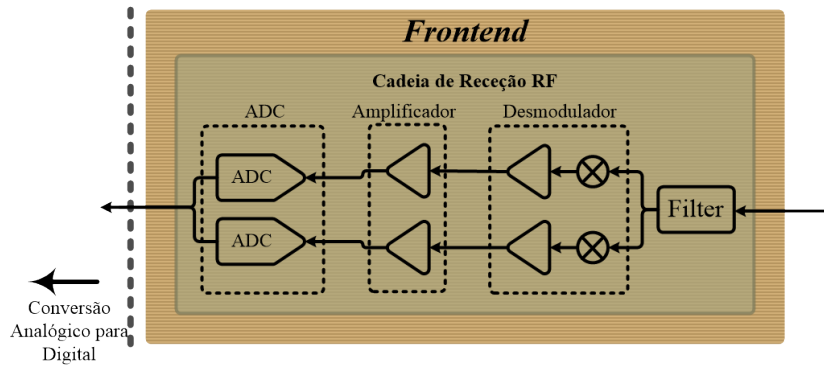 Frontend
Cadeia de Receção RF
ADC
Amplificador
Desmodulador
ADC
ADC
Filter
Conversão
Analógico para
Digital